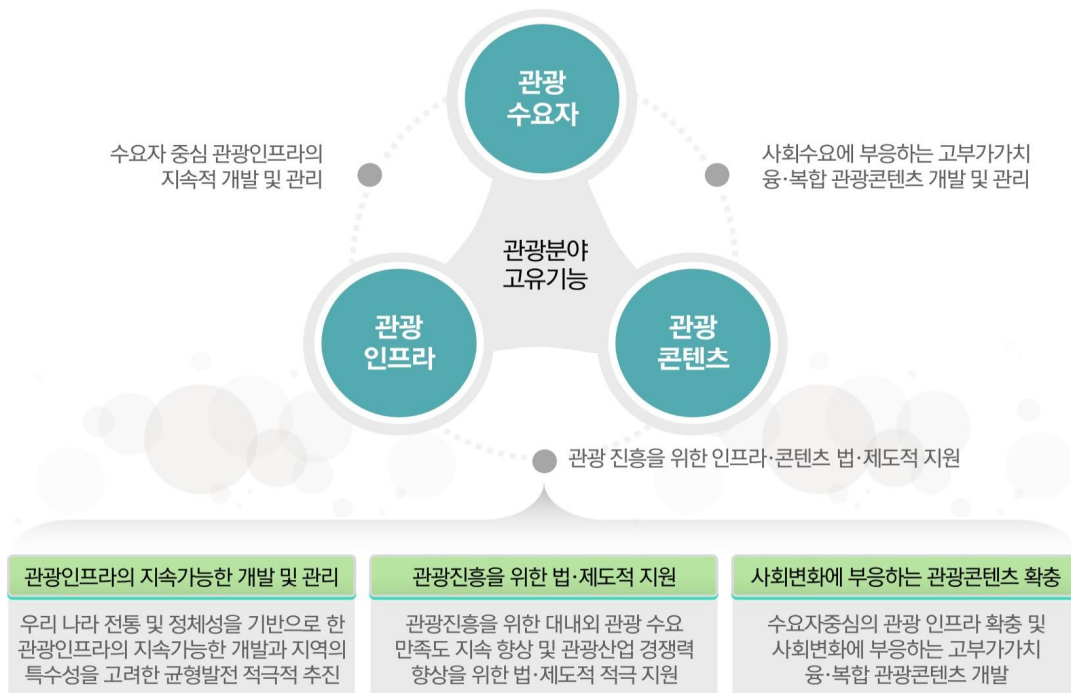 관광
수요자
수요자 중심 관광인프라의
지속적 개발 및 관리
사회수요에 부응하는 고부가가치
융·복합 관광콘텐츠 개발 및 관리
관광분야
고유기능
관광
인프라
관광
콘텐츠
관광 진흥을 위한 인프라·콘텐츠 법·제도적 지원
관광인프라의 지속가능한 개발 및 관리
우리 나라 전통 및 정체성을 기반으로 한
관광인프라의 지속가능한 개발과 지역의
특수성을 고려한 균형발전 적극적 추진
관광진흥을 위한 법·제도적 지원
관광진흥을 위한 대내외 관광 수요
만족도 지속 향상 및 관광산업 경쟁력
향상을 위한 법·제도적 적극 지원
사회변화에 부응하는 관광콘텐츠 확충
수요자중심의 관광 인프라 확충 및
사회변화에 부응하는 고부가가치
융·복합 관광콘텐츠 개발